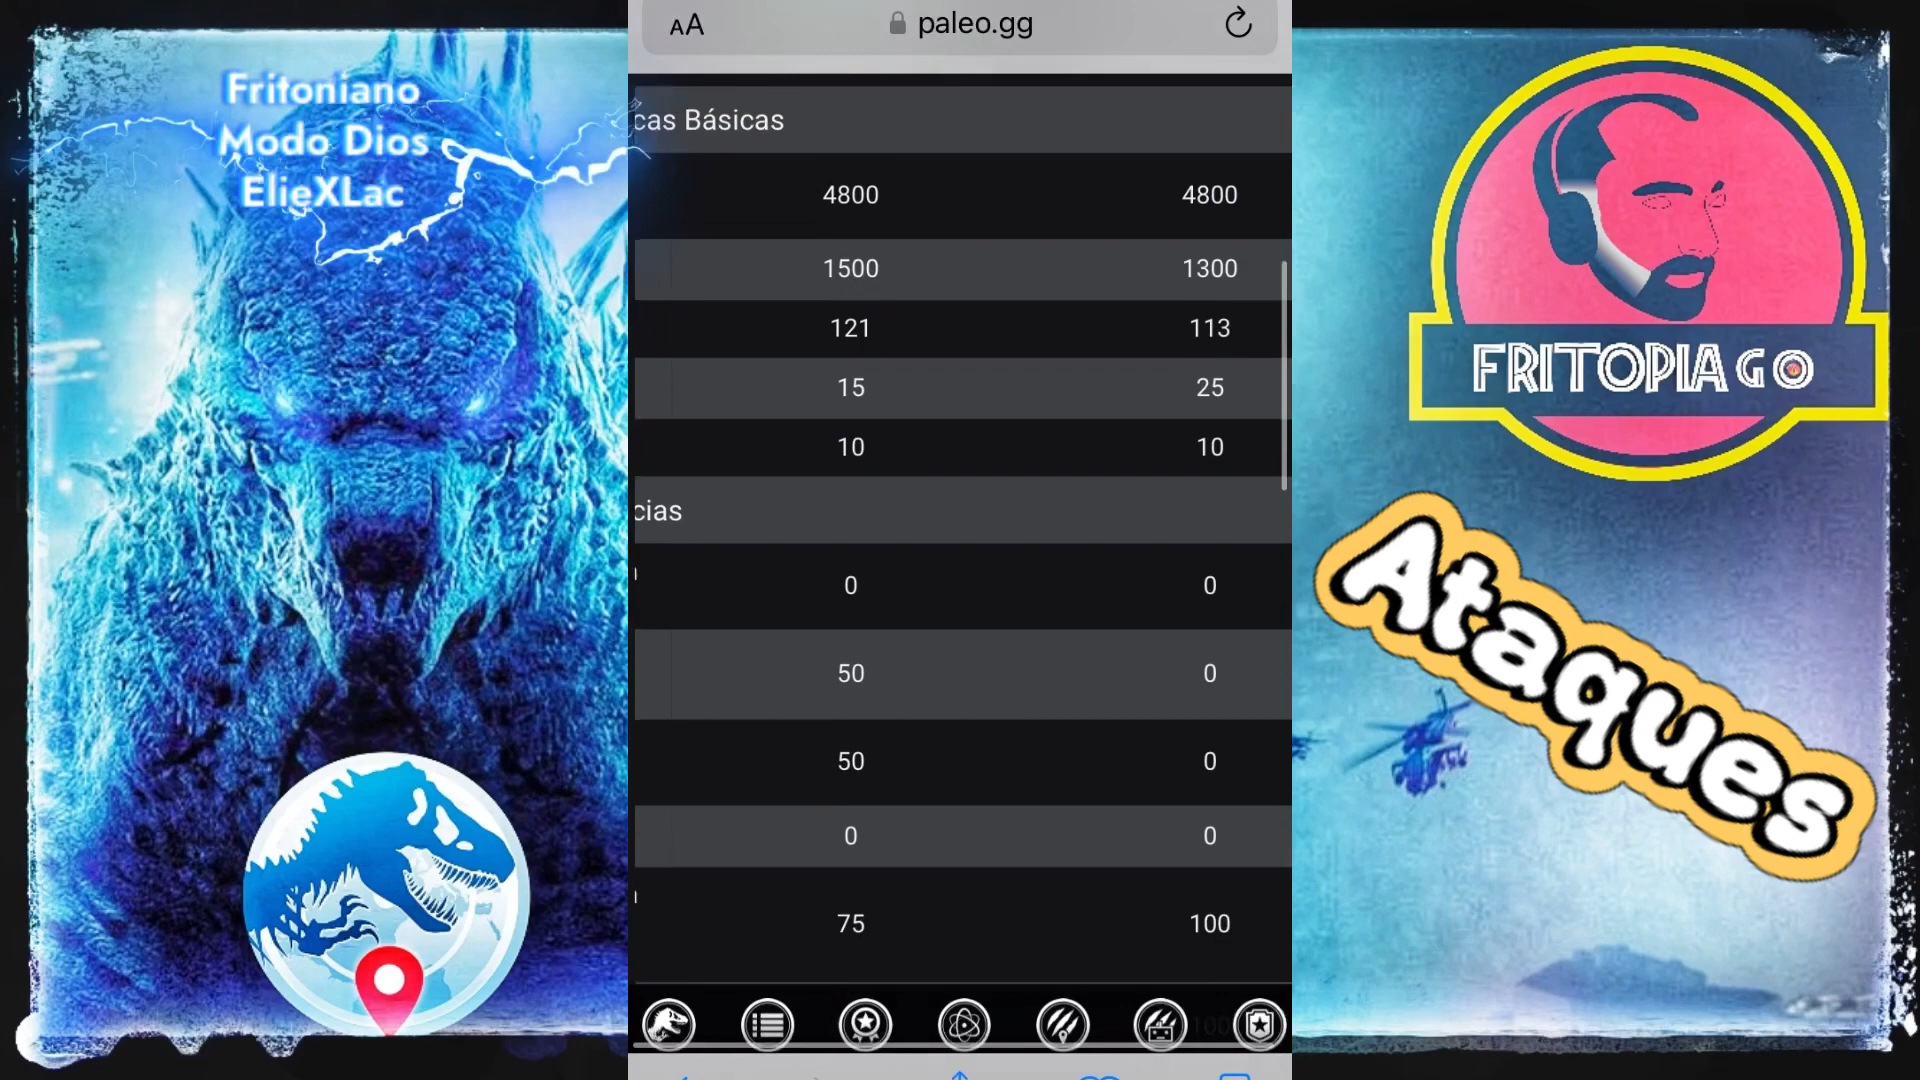 Fritoniano
Modo Dios
ElieXLac
AA paleo.gg
cas Básicas
4800 4800
1500 1300
121 113
15 25
10 10
cias
0 0
50 0
50 0
0 0
75 100
100
FRITOPIA GO
Ataques